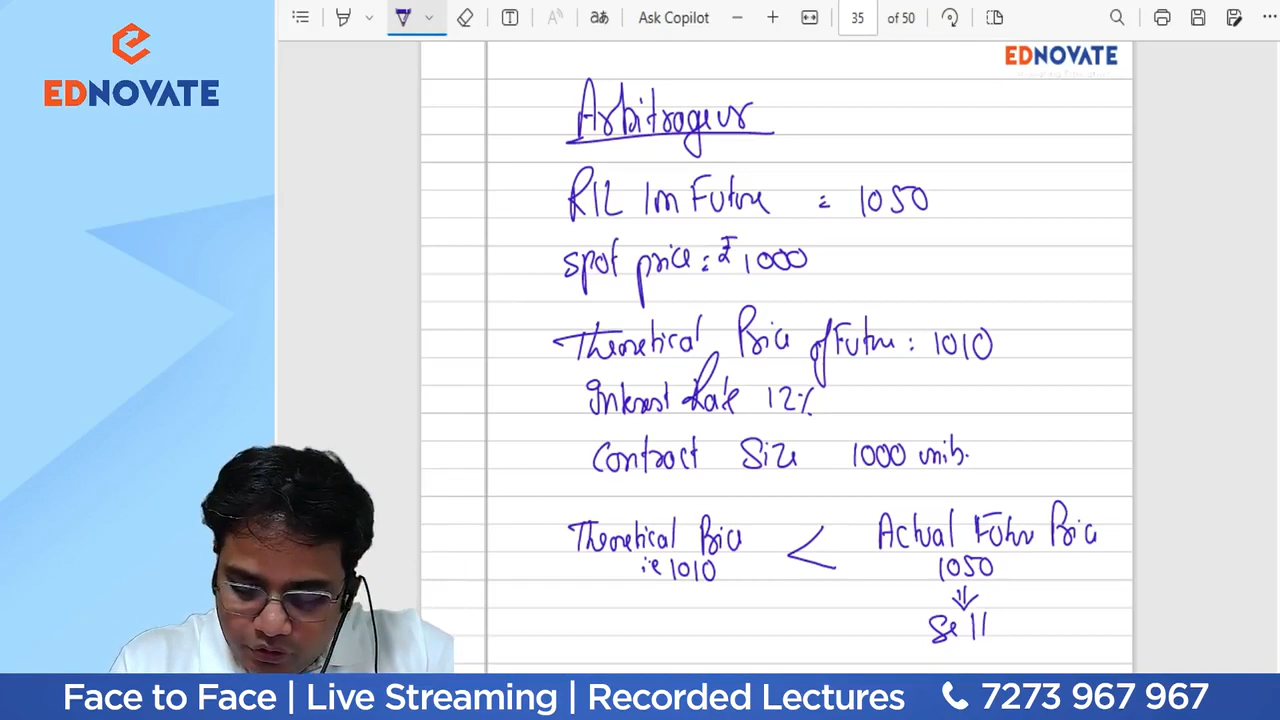 Ask Copilot
35 of 50
EDNOVATE
EDNOVATE
Arbitrageur
RIL 1m Future = 1050
Spot price : ₹1000
Theoretical Price of Future : 1010
Interest Rate 12%
Contract Size 1000 units.
Theoretical Price < Actual Future Price
i.e 1010 1050
⇓
Sell
Face to Face | Live Streaming | Recorded Lectures 7273 967 967